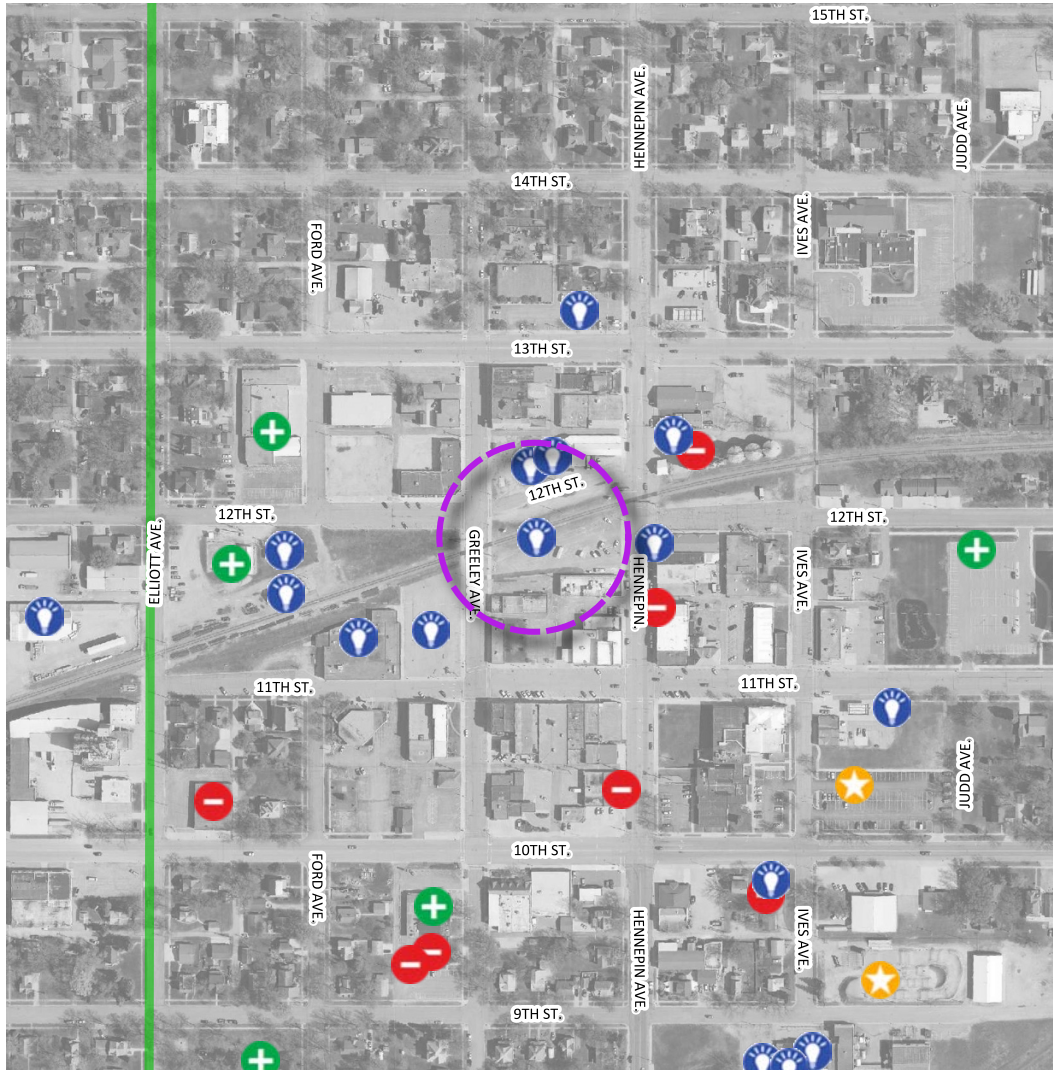 15TH ST.
HENNEPIN AVE.
JUDD AVE.
14TH ST.
FORD AVE.
IVES AVE.
13TH ST.
12TH ST.
12TH ST.
12TH ST.
ELLIOTT AVE.
GREELEY AVE.
HENNEPIN.
IVES AVE.
11TH ST.
11TH ST.
JUDD AVE.
10TH ST.
FORD AVE.
HENNEPIN AVE.
IVES AVE.
9TH ST.